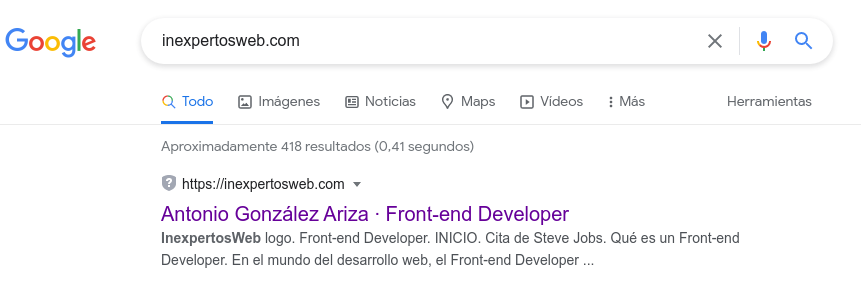 Google
inexpertosweb.com
Todo Imágenes Noticias Maps Vídeos Más Herramientas
Aproximadamente 418 resultados (0,41 segundos)
? https://inexpertosweb.com
Antonio González Ariza · Front-end Developer
InexpertosWeb logo. Front-end Developer. INICIO. Cita de Steve Jobs. Qué es un Front-end
Developer. En el mundo del desarrollo web, el Front-end Developer ...